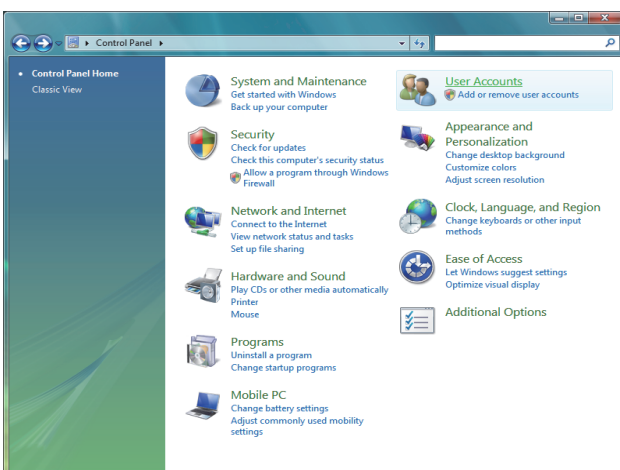 Control Panel
Control Panel Home
Classic View
System and Maintenance
Get started with Windows
Back up your computer
Security
Check for updates
Check this computer's security status
Allow a program through Windows
Firewall
Network and Internet
Connect to the Internet
View network status and tasks
Set up file sharing
Hardware and Sound
Play CDs or other media automatically
Printer
Mouse
Programs
Uninstall a program
Change startup programs
Mobile PC
Change battery settings
Adjust commonly used mobility
settings
User Accounts
Add or remove user accounts
Appearance and
Personalization
Change desktop background
Customize colors
Adjust screen resolution
Clock, Language, and Region
Change keyboards or other input
methods
Ease of Access
Let Windows suggest settings
Optimize visual display
Additional Options